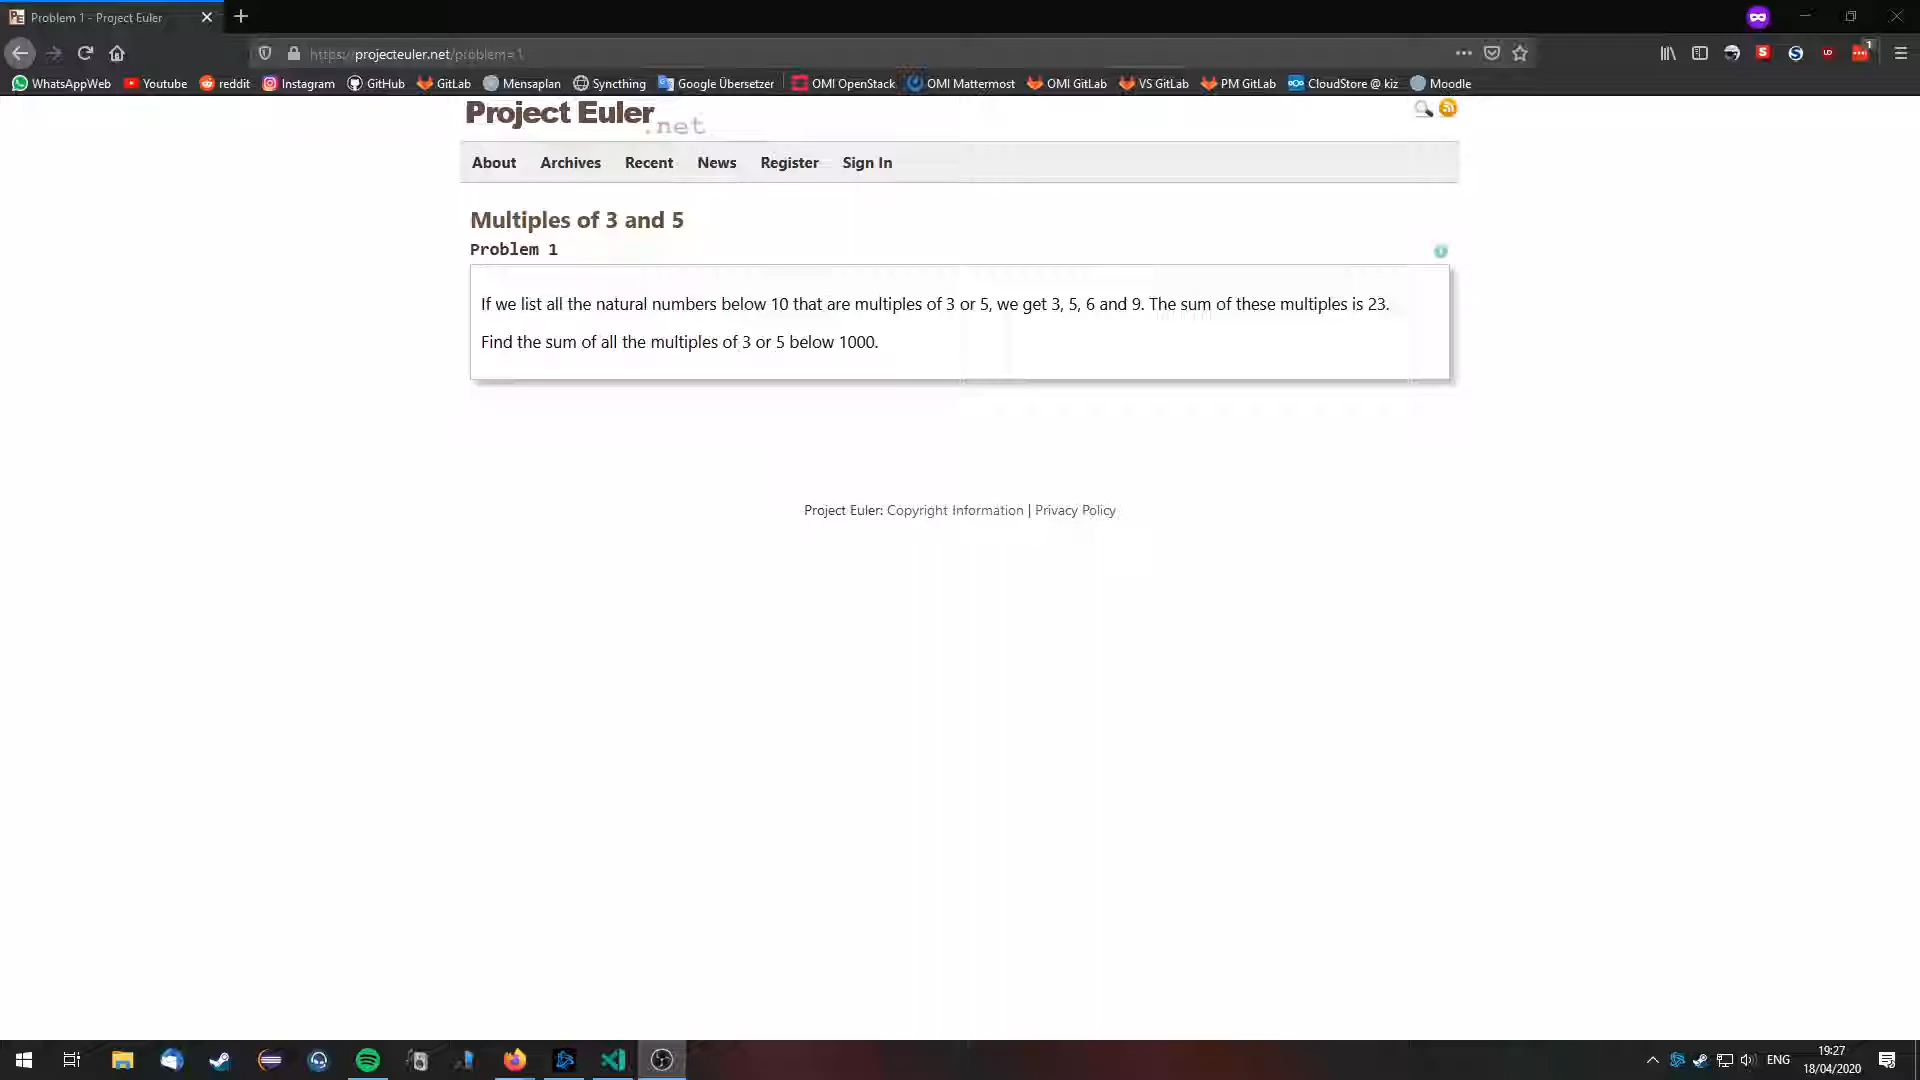 Problem 1 - Project Euler
https://projecteuler.net/problem=1
1
WhatsAppWeb Youtube reddit Instagram GitHub GitLab Mensaplan Syncthing Google Übersetzer OMI OpenStack OMI Mattermost OMI GitLab VS GitLab PM GitLab CloudStore @ kiz Moodle
Project Euler.net
About Archives Recent News Register Sign In
Multiples of 3 and 5
Problem 1
If we list all the natural numbers below 10 that are multiples of 3 or 5, we get 3, 5, 6 and 9. The sum of these multiples is 23.
Find the sum of all the multiples of 3 or 5 below 1000.
Project Euler: Copyright Information | Privacy Policy
ENG
19:27
18/04/2020